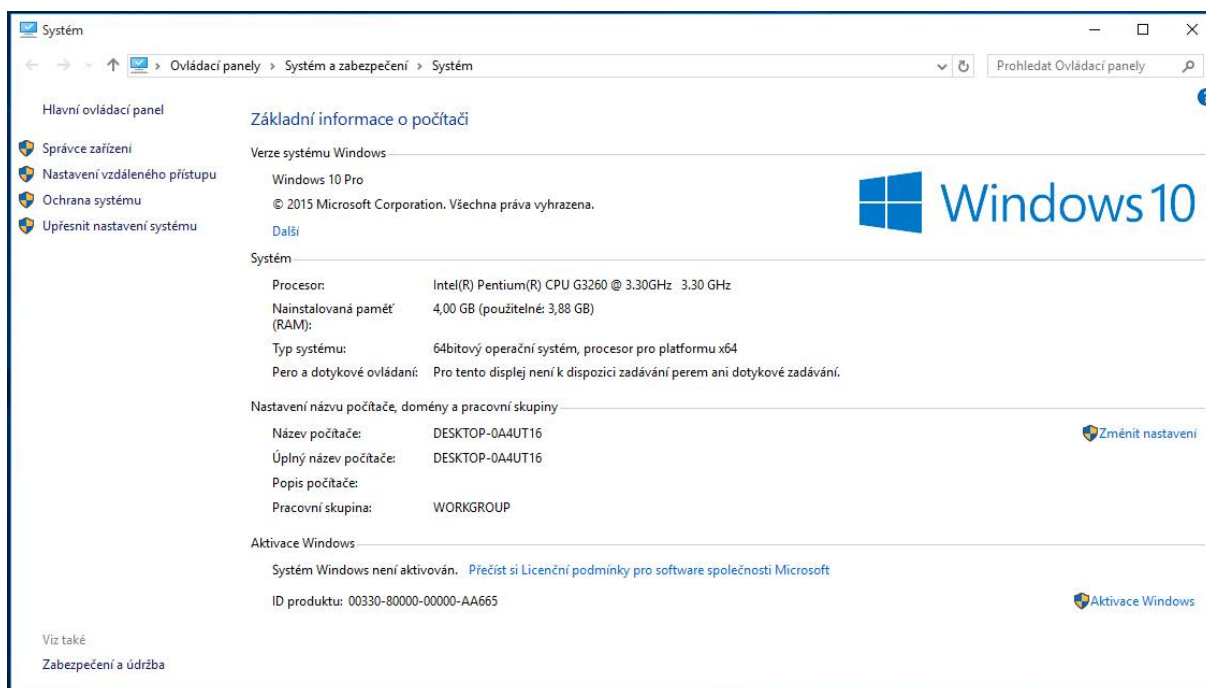 Systém
Ovládací panely › Systém a zabezpečení › Systém
Prohledat Ovládací panely
Hlavní ovládací panel
Správce zařízení
Nastavení vzdáleného přístupu
Ochrana systému
Upřesnit nastavení systému
Základní informace o počítači
Verze systému Windows
Windows 10 Pro
© 2015 Microsoft Corporation. Všechna práva vyhrazena.
Další
Windows 10
Systém
Procesor: Intel(R) Pentium(R) CPU G3260 @ 3.30GHz 3.30 GHz
Nainstalovaná paměť 4,00 GB (použitelné: 3,88 GB)
(RAM):
Typ systému: 64bitový operační systém, procesor pro platformu x64
Pero a dotykové ovládaní: Pro tento displej není k dispozici zadávání perem ani dotykové zadávání.
Nastavení názvu počítače, domény a pracovní skupiny
Název počítače: DESKTOP-0A4UT16
Změnit nastavení
Úplný název počítače: DESKTOP-0A4UT16
Popis počítače:
Pracovní skupina: WORKGROUP
Aktivace Windows
Systém Windows není aktivován. Přečíst si Licenční podmínky pro software společnosti Microsoft
ID produktu: 00330-80000-00000-AA665
Aktivace Windows
Viz také
Zabezpečení a údržba